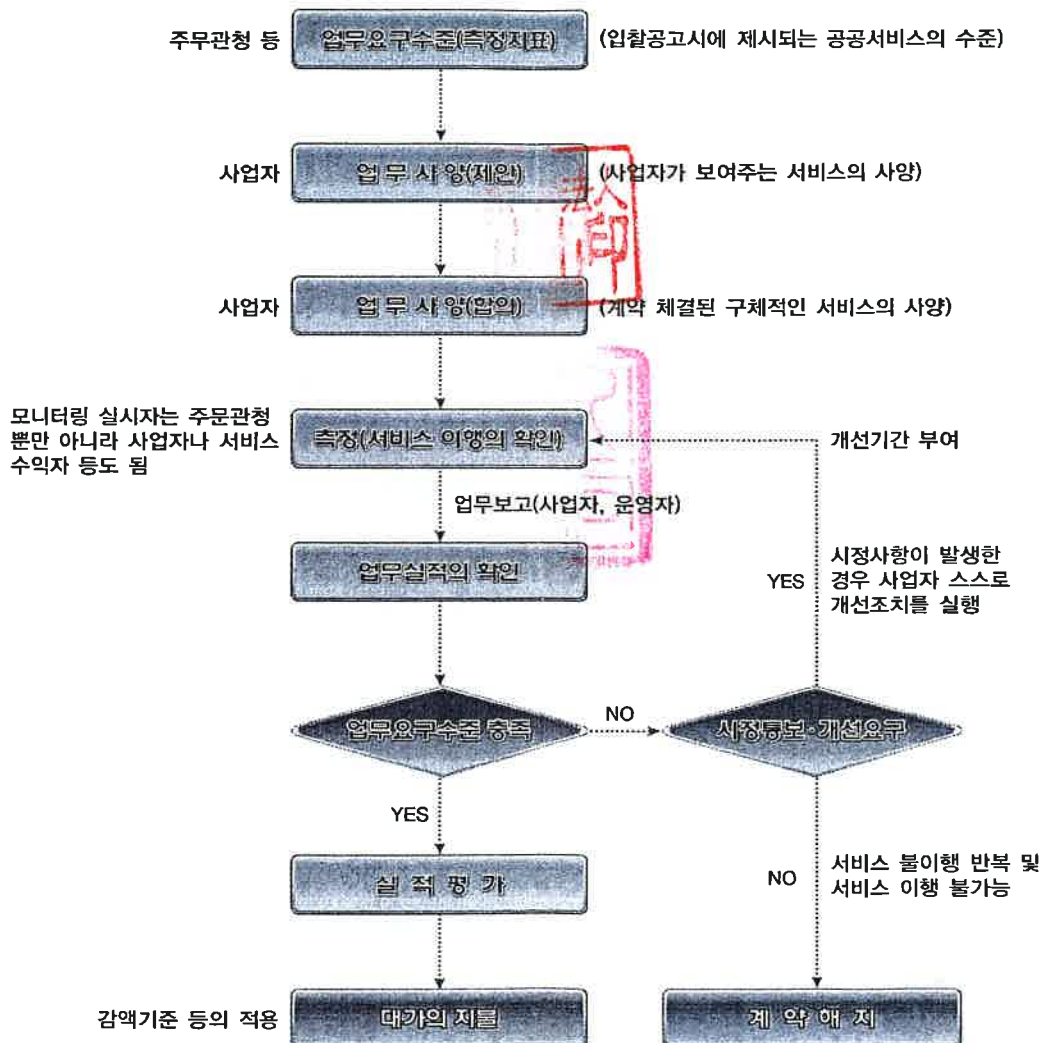 주무관청 등 업무요구수준(측정지표) (입찰공고시에 제시되는 공공서비스의 수준)
사업자 업 무 사 양(제안) (사업자가 보여주는 서비스의 사양)
사업자 업 무 사 양(합의) (계약 체결된 구체적인 서비스의 사양)
모니터링 실시자는 주문관청
뿐만 아니라 사업자나 서비스
수익자 등도 됨
측정(서비스 이행의 확인)
개선기간 부여
업무보고(사업자, 운영자)
업무실적의 확인
YES
시정사항이 발생한
경우 사업자 스스로
개선조치를 실행
업무요구수준 충족
NO
시정통보·개선요구
YES
실 적 평 가
NO
서비스 불이행 반복 및
서비스 이행 불가능
감액기준 등의 적용 대가의 지불
계 약 해 지